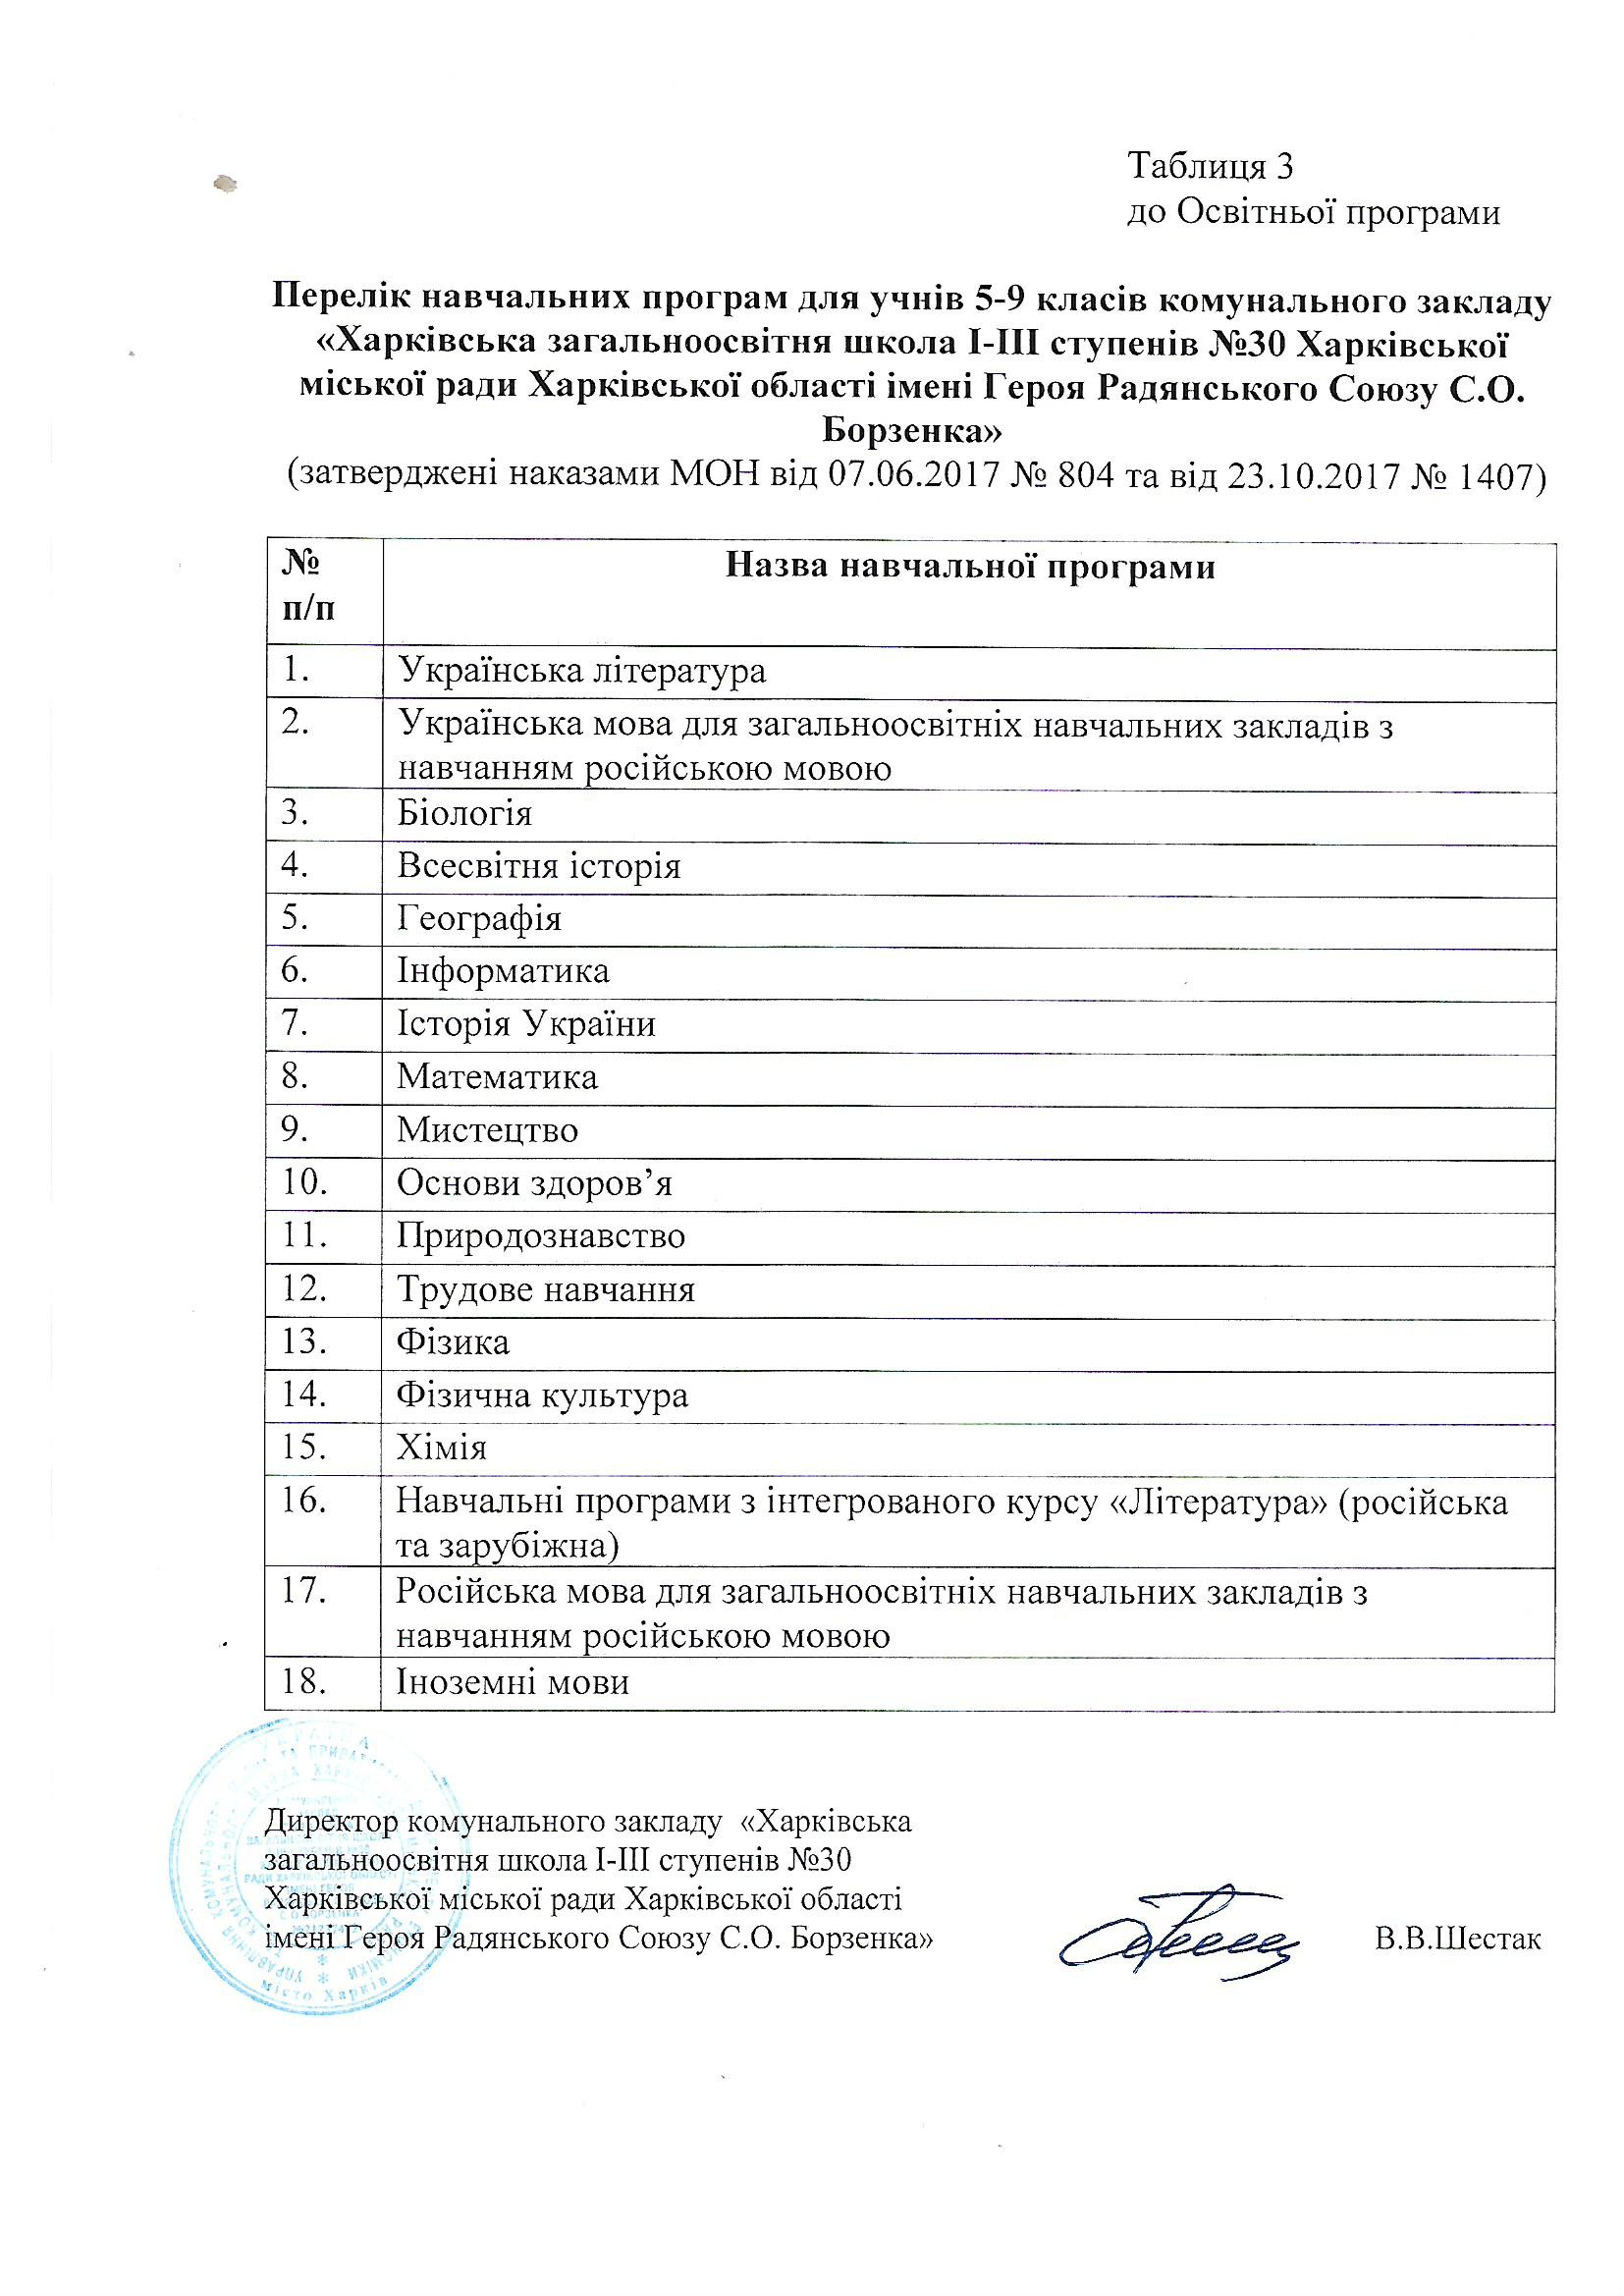 Таблиця 3
до Освітньої програми
Перелік навчальних програм для учнів 5-9 класів комунального закладу
«Харківська загальноосвітня школа І-ІІІ ступенів №30 Харківської
міської ради Харківської області імені Героя Радянського Союзу С.О.
Борзенка»
(затверджені наказами МОН від 07.06.2017 № 804 та від 23.10.2017 № 1407)
№ Назва навчальної програми
п/п
1. Українська література
2. Українська мова для загальноосвітніх навчальних закладів з
навчанням російською мовою
3. Біологія
4. Всесвітня історія
5. Географія
6. Інформатика
7. Історія України
8. Математика
9. Мистецтво
10. Основи здоров’я
11. Природознавство
12. Трудове навчання
13. Фізика
14. Фізична культура
15. Хімія
16. Навчальні програми з інтегрованого курсу «Література» (російська
та зарубіжна)
17. Російська мова для загальноосвітніх навчальних закладів з
навчанням російською мовою
18. Іноземні мови
УКРАЇНА
місто Харків
Директор комунального закладу «Харківська
загальноосвітня школа І-ІІІ ступенів №30
Харківської міської ради Харківської області
імені Героя Радянського Союзу С.О. Борзенка» В.В.Шестак